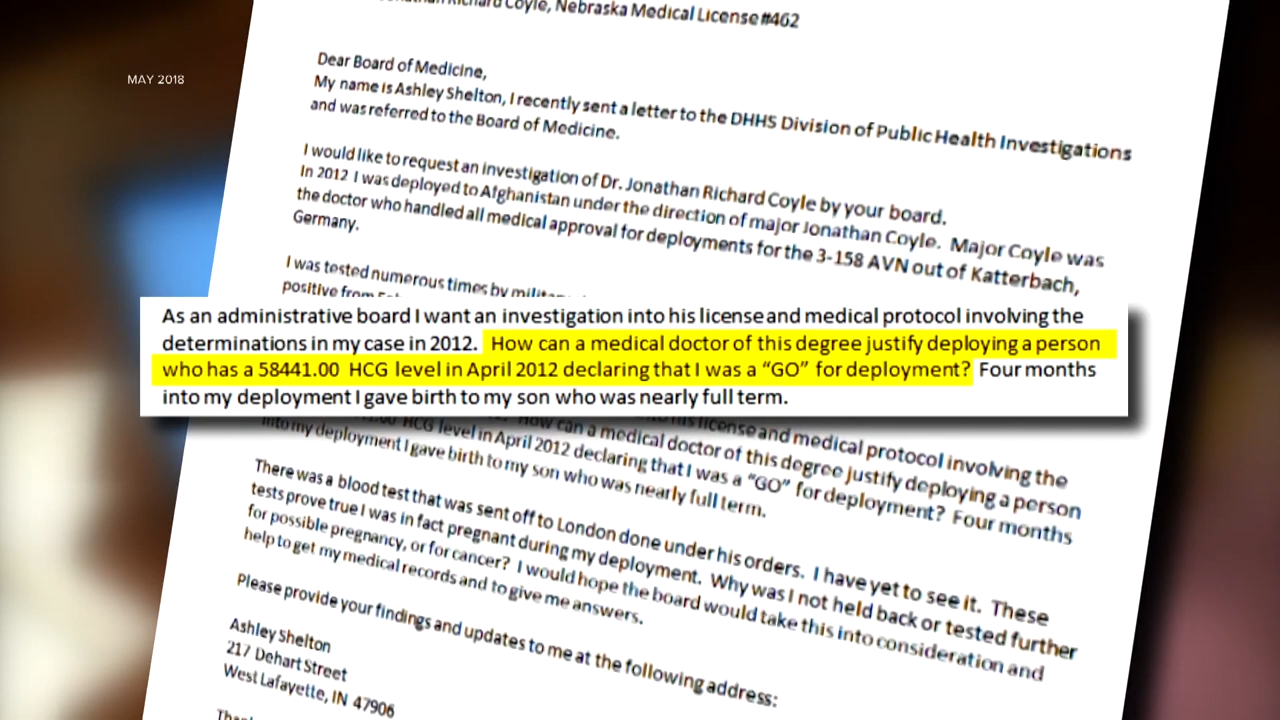 Jonathan Richard Coyle, Nebraska Medical License #462
MAY 2018
Dear Board of Medicine,
My name is Ashley Shelton, I recently sent a letter to the DHHS Division of Public Health Investigations
and was referred to the Board of Medicine.
I would like to request an investigation of Dr. Jonathan Richard Coyle by your board.
In 2012 I was deployed to Afghanistan under the direction of major Jonathan Coyle. Major Coyle was
the doctor who handled all medical approval for deployments for the 3-158 AVN out of Katterbach,
Germany.
I was tested numerous times by
positive from
As an administrative board I want an investigation into his license and medical protocol involving the
determinations in my case in 2012. How can a medical doctor of this degree justify deploying a person
who has a 58441.00 HCG level in April 2012 declaring that I was a “GO” for deployment? Four months
into my deployment I gave birth to my son who was nearly full term.
license and medical protocol involving the
How can a medical doctor of this degree justify deploying a person
HCG level in April 2012 declaring that I was a “GO” for deployment? Four months
into my deployment I gave birth to my son who was nearly full term.
There was a blood test that was sent off to London done under his orders. I have yet to see it. These
tests prove true I was in fact pregnant during my deployment. Why was I not held back or tested further
for possible pregnancy, or for cancer? I would hope the board would take this into consideration and
help to get my medical records and to give me answers.
Please provide your findings and updates to me at the following address:
Ashley Shelton
217 Dehart Street
West Lafayette, IN 47906